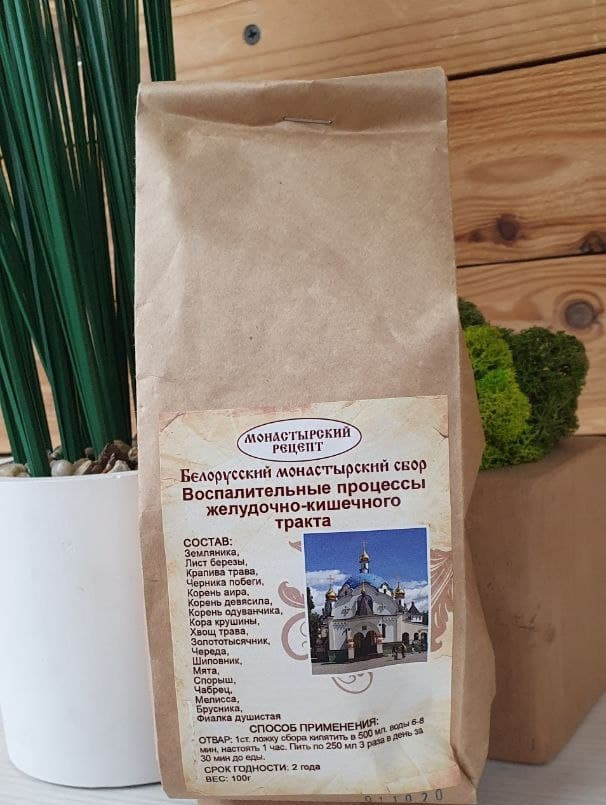 МОНАСТЫРСКИЙ
РЕЦЕПТ
Белорусский монастырский сбор
Воспалительные процессы
желудочно-кишечного
тракта
СОСТАВ:
Земляника,
Лист березы,
Крапива трава,
Черника побеги,
Корень аира,
Корень девясила,
Корень одуванчика,
Кора крушины,
Хвощ трава,
Золототысячник,
Череда,
Шиповник,
Мята,
Спорыш,
Чабрец,
Мелисса,
Брусника,
Фиалка душистая
СПОСОБ ПРИМЕНЕНИЯ:
ОТВАР: 1ст. ложку сбора кипятить в 500 мл. воды 6-8
мин, настоять 1 час. Пить по 250 мл 3 раза в день за
30 мин до еды.
СРОК ГОДНОСТИ: 2 года
ВЕС: 100г